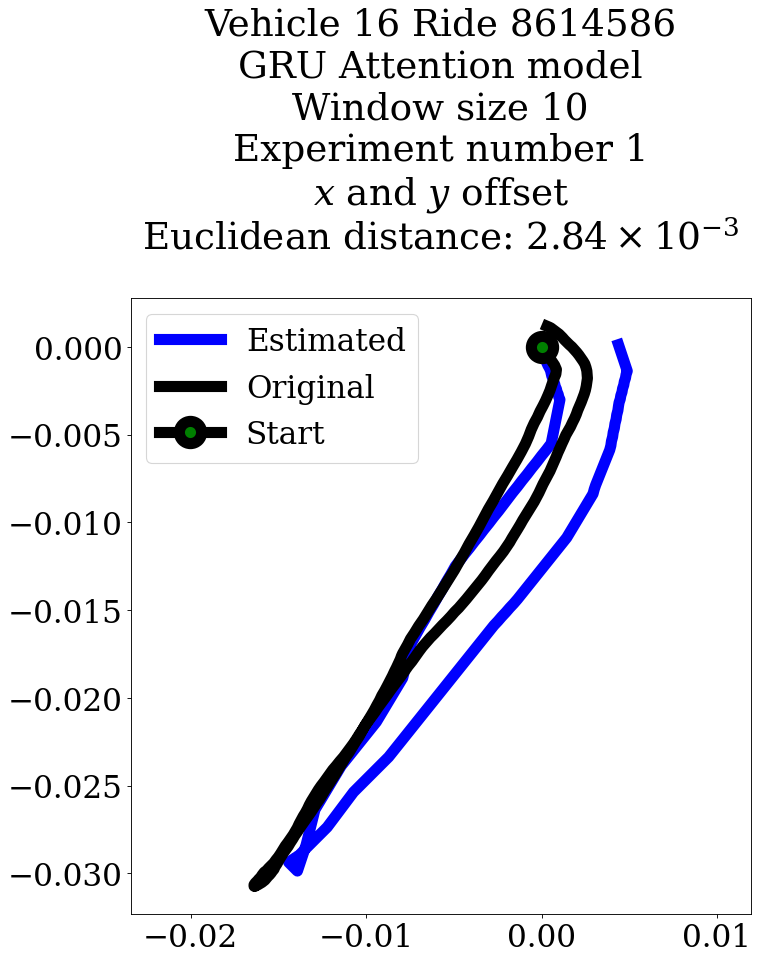 Vehicle 16 Ride 8614586
GRU Attention model
Window size 10
Experiment number 1
x and y offset
Euclidean distance: 2.84 × 10⁻³
Estimated
Original
Start
0.000
−0.005
−0.010
−0.015
−0.020
−0.025
−0.030
−0.02 −0.01 0.00 0.01